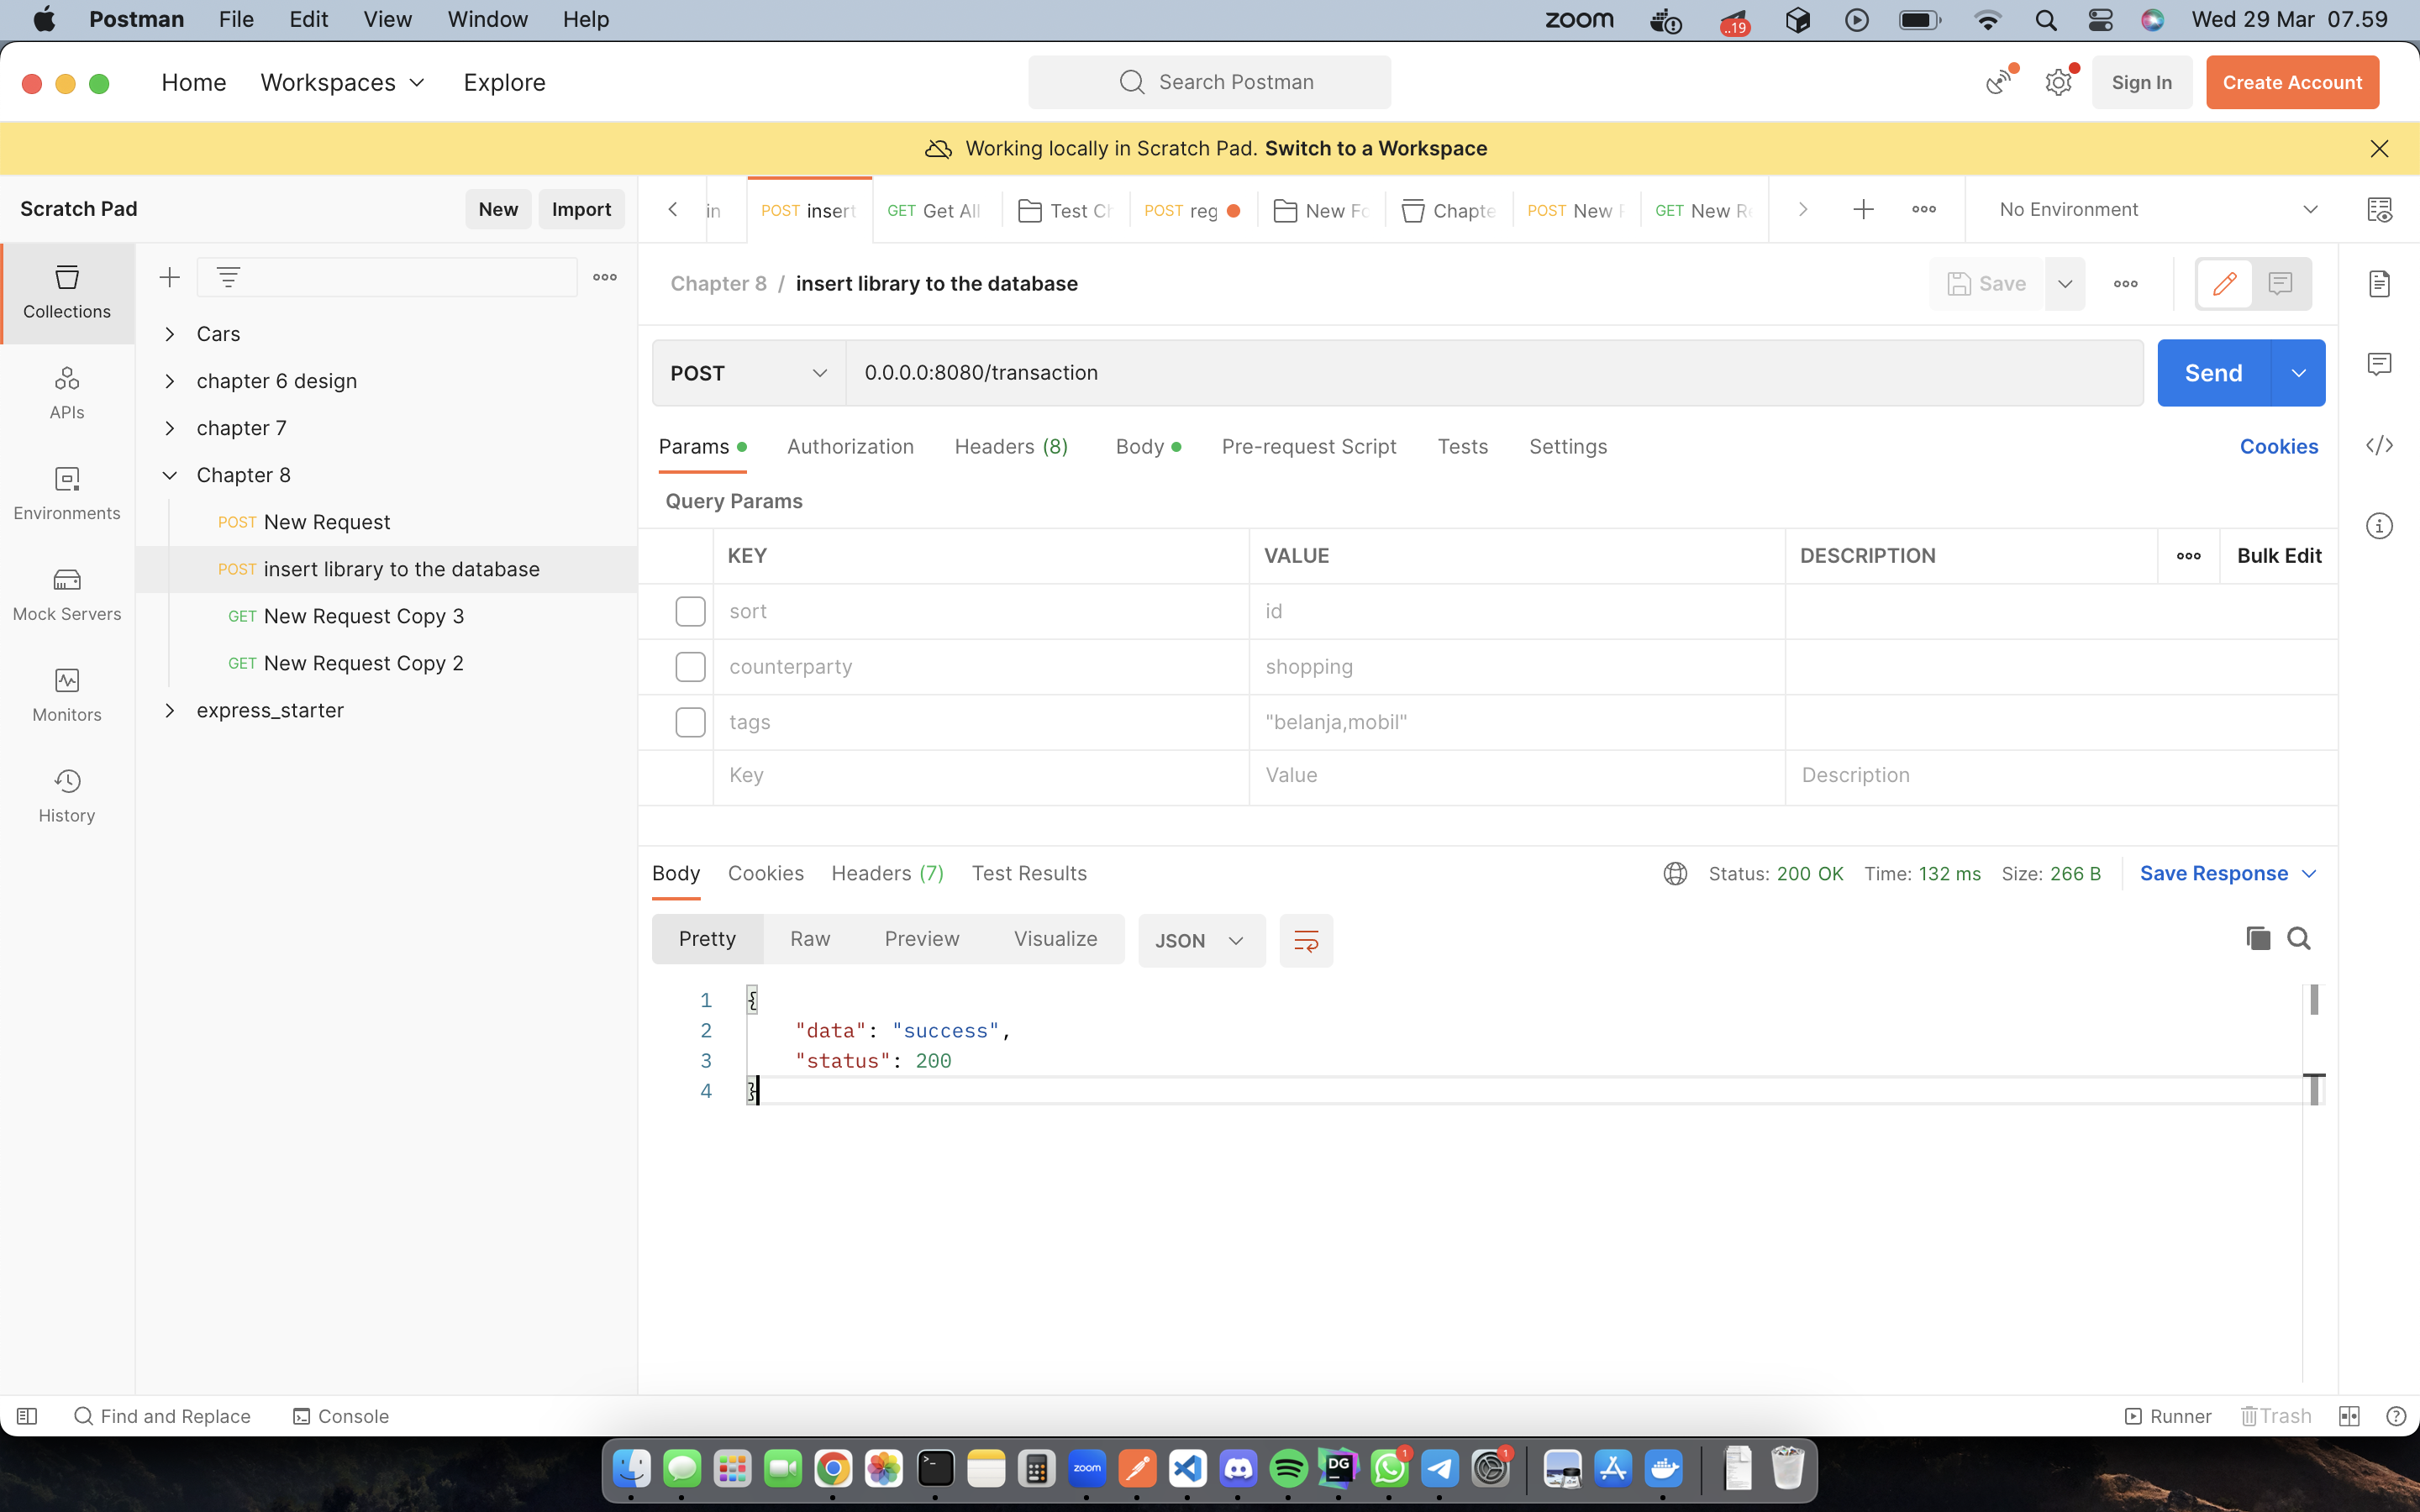 Postman File Edit View Window Help
zoom ..19 Wed 29 Mar 07.59
Home Workspaces Explore
Search Postman
Sign In Create Account
Working locally in Scratch Pad. Switch to a Workspace
Scratch Pad New Import
in POST insert GET Get All Test Ch POST reg New Fo Chapte POST New F GET New Re
No Environment
Collections
APIs
Environments
Mock Servers
Monitors
History
Cars
chapter 6 design
chapter 7
Chapter 8
POST New Request
POST insert library to the database
GET New Request Copy 3
GET New Request Copy 2
express_starter
Chapter 8 / insert library to the database
Save
POST 0.0.0.0:8080/transaction
Send
Params Authorization Headers (8) Body Pre-request Script Tests Settings
Cookies
Query Params
KEY VALUE DESCRIPTION Bulk Edit
sort id
counterparty shopping
tags "belanja,mobil"
Key Value Description
Body Cookies Headers (7) Test Results
Status: 200 OK Time: 132 ms Size: 266 B Save Response
Pretty Raw Preview Visualize JSON
1 {
2 "data": "success",
3 "status": 200
4 }
Find and Replace Console
Runner Trash
zoom DG 1 1